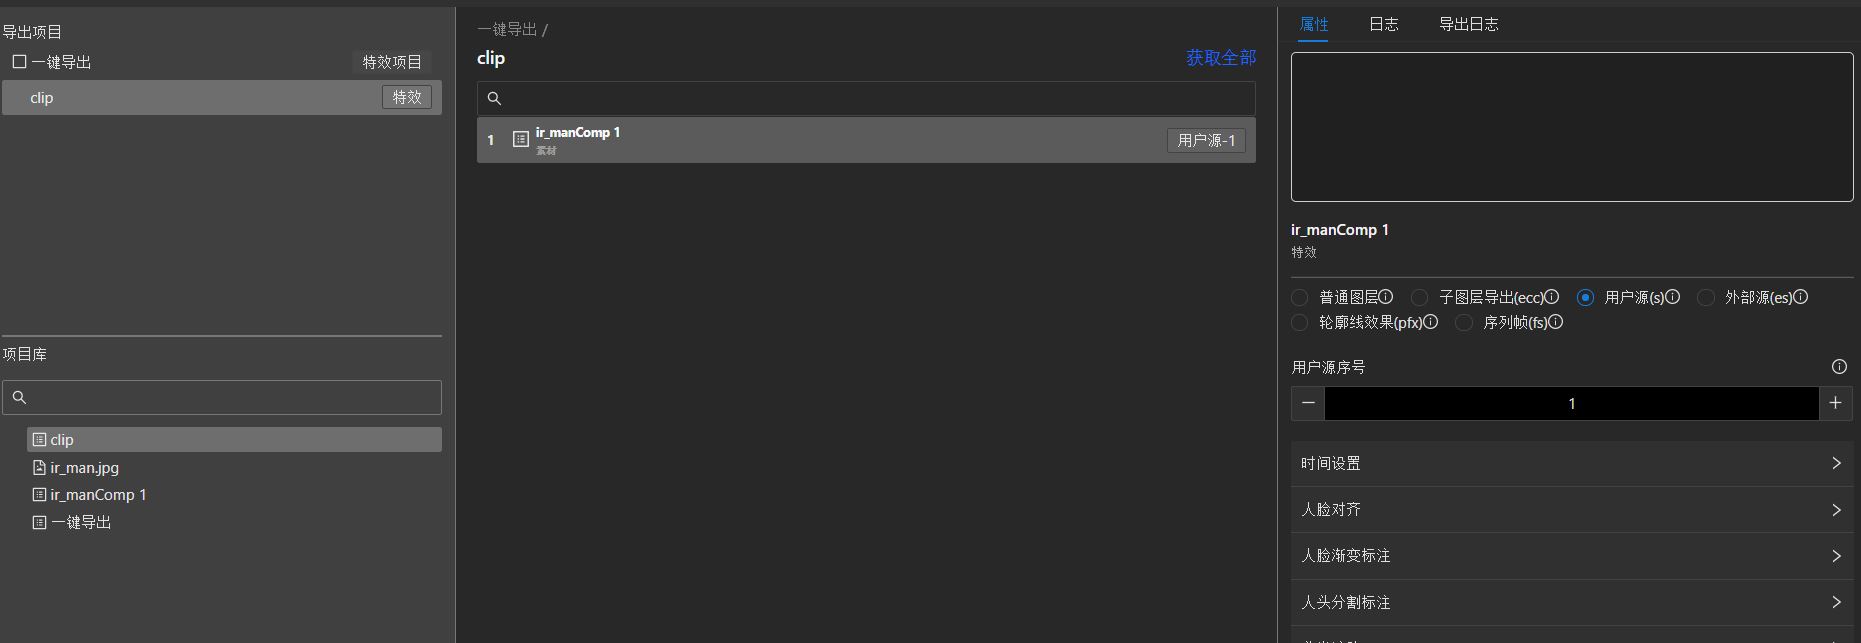 导出项目
一键导出
特效项目
clip
特效
项目库
clip
ir_man.jpg
ir_manComp 1
一键导出
一键导出 /
clip
获取全部
1
ir_manComp 1
素材
用户源-1
属性
日志
导出日志
ir_manComp 1
特效
普通图层
子图层导出(ecc)
用户源(s)
外部源(es)
轮廓线效果(pfx)
序列帧(fs)
用户源序号
1
时间设置
人脸对齐
人脸渐变标注
人头分割标注